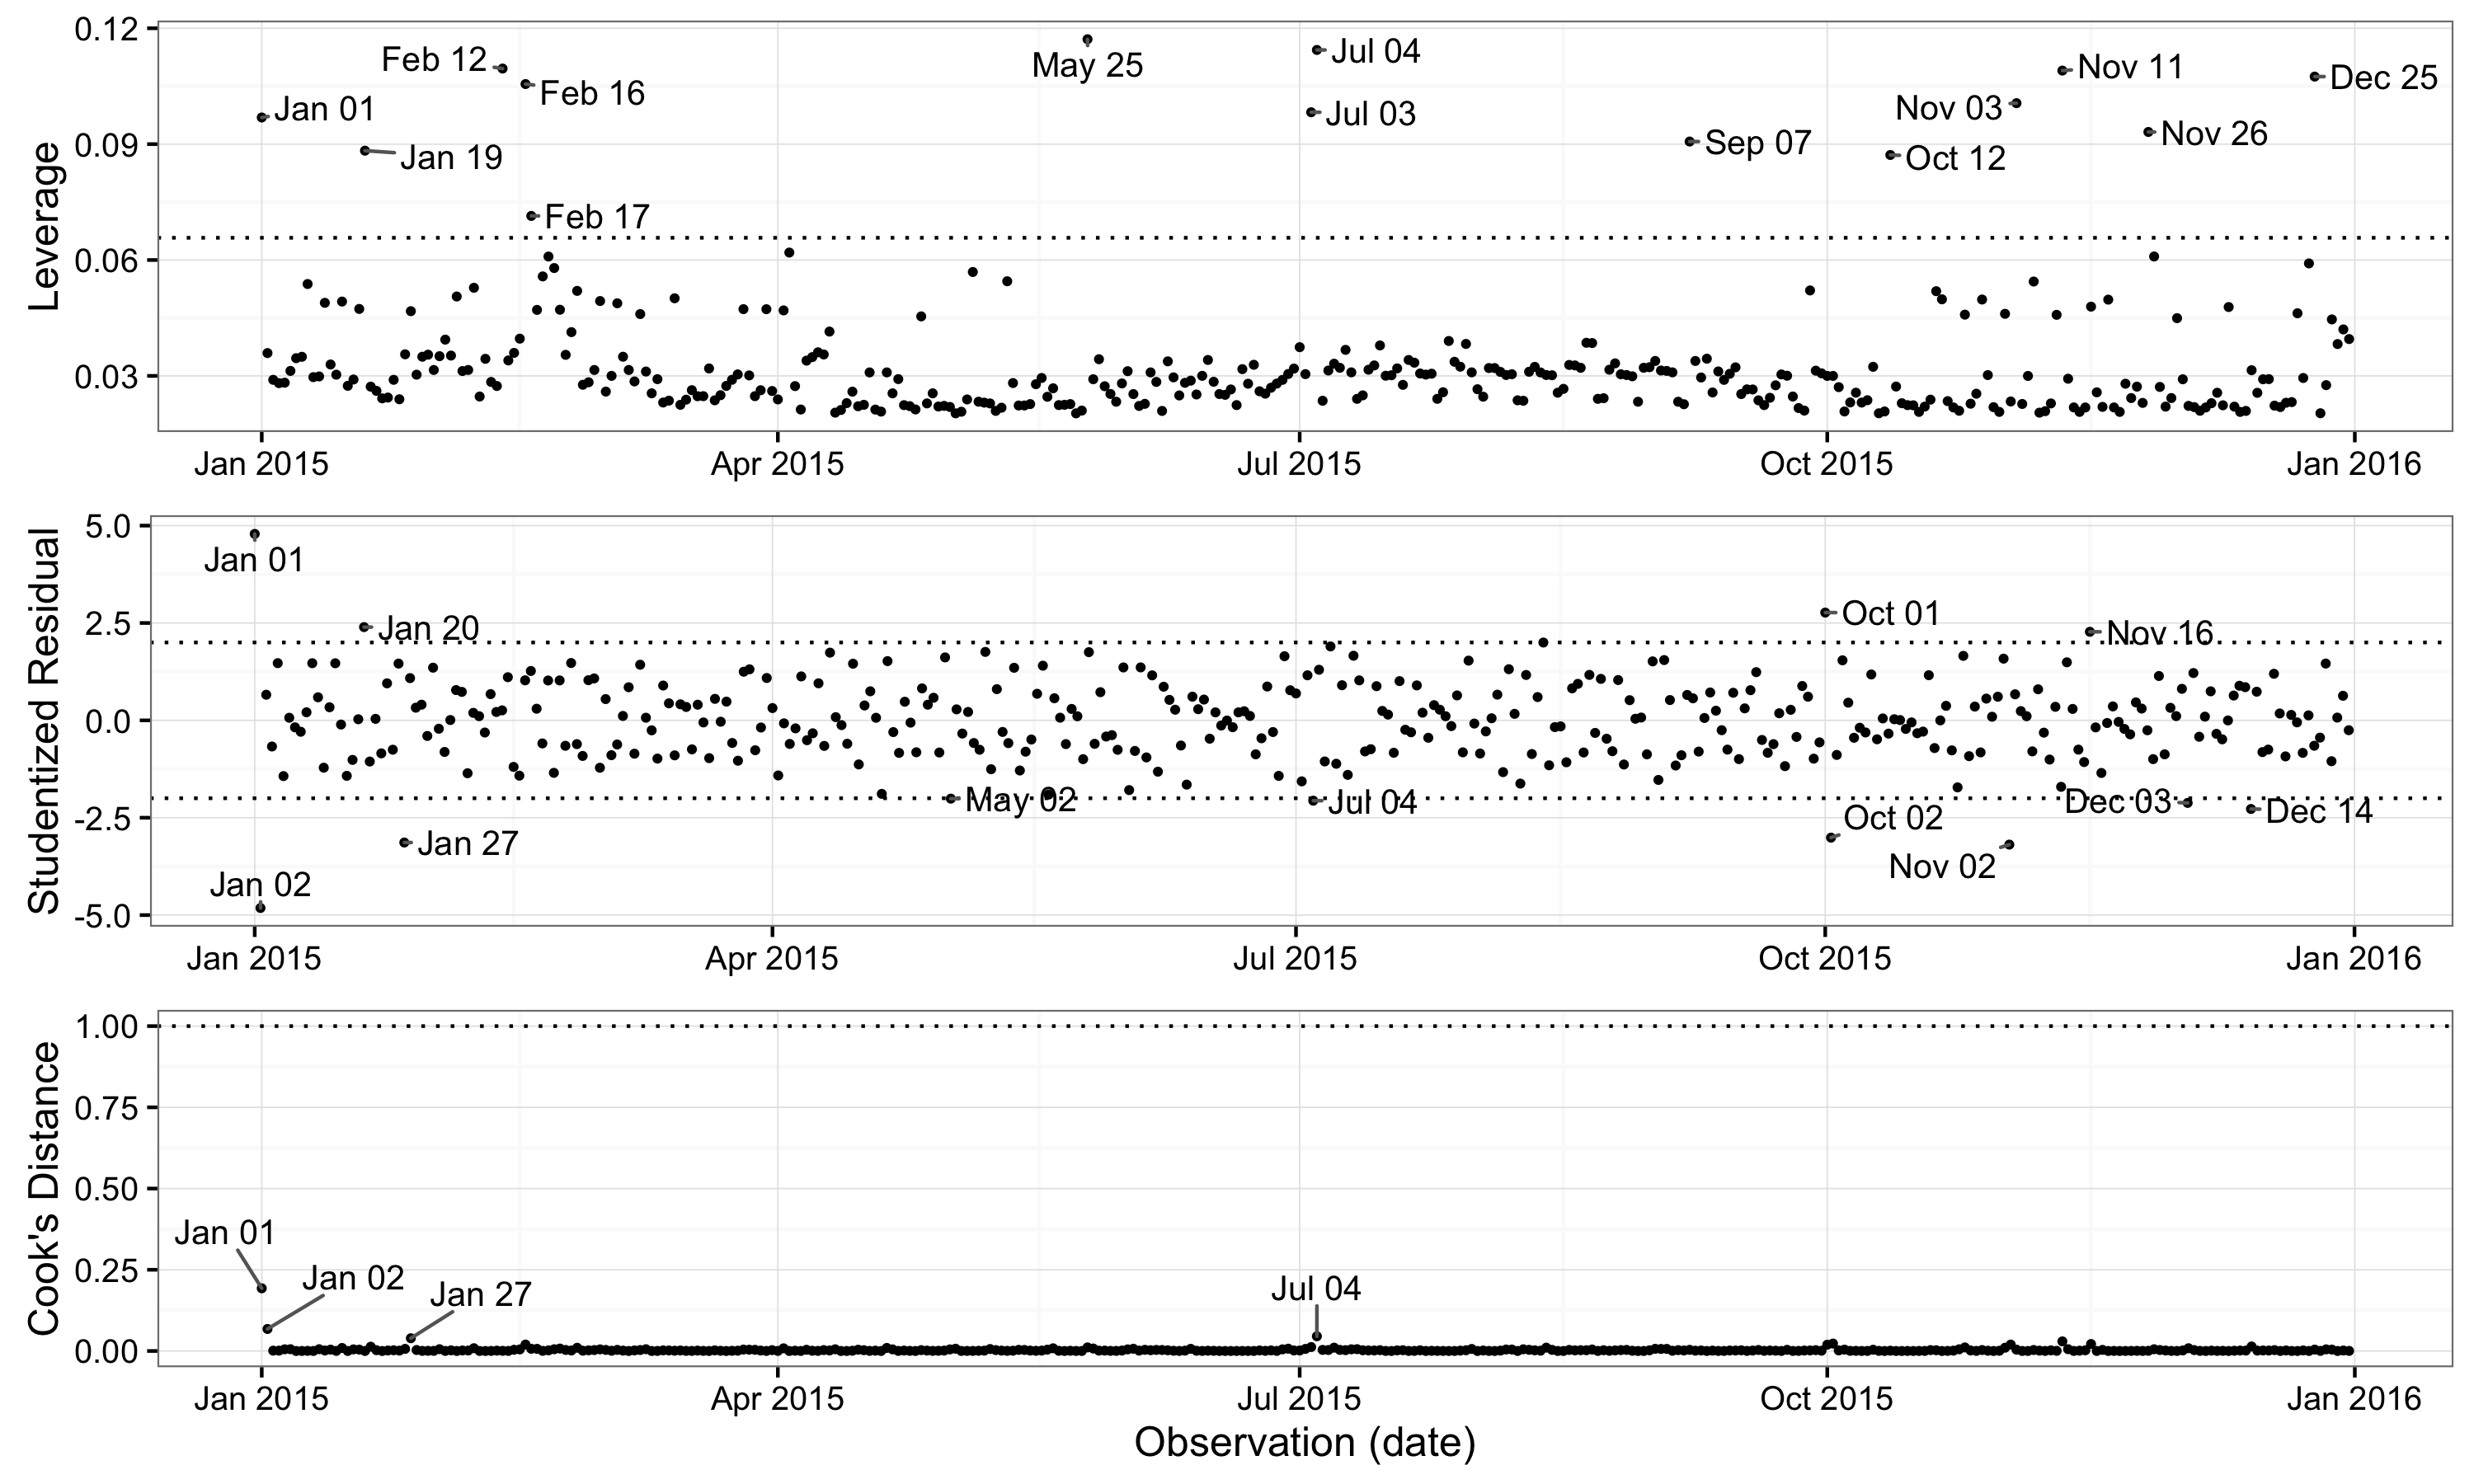 Leverage
0.12
0.09
0.06
0.03
Jan 01
Jan 19
Feb 12
Feb 16
Feb 17
May 25
Jul 04
Jul 03
Sep 07
Oct 12
Nov 03
Nov 11
Nov 26
Dec 25
Jan 2015
Apr 2015
Jul 2015
Oct 2015
Jan 2016
Studentized Residual
5.0
2.5
0.0
-2.5
-5.0
Jan 01
Jan 20
Jan 27
Jan 02
May 02
Jul 04
Oct 01
Nov 16
Oct 02
Nov 02
Dec 03
Dec 14
Jan 2015
Apr 2015
Jul 2015
Oct 2015
Jan 2016
Cook's Distance
1.00
0.75
0.50
0.25
0.00
Jan 01
Jan 02
Jan 27
Jul 04
Jan 2015
Apr 2015
Jul 2015
Oct 2015
Jan 2016
Observation (date)